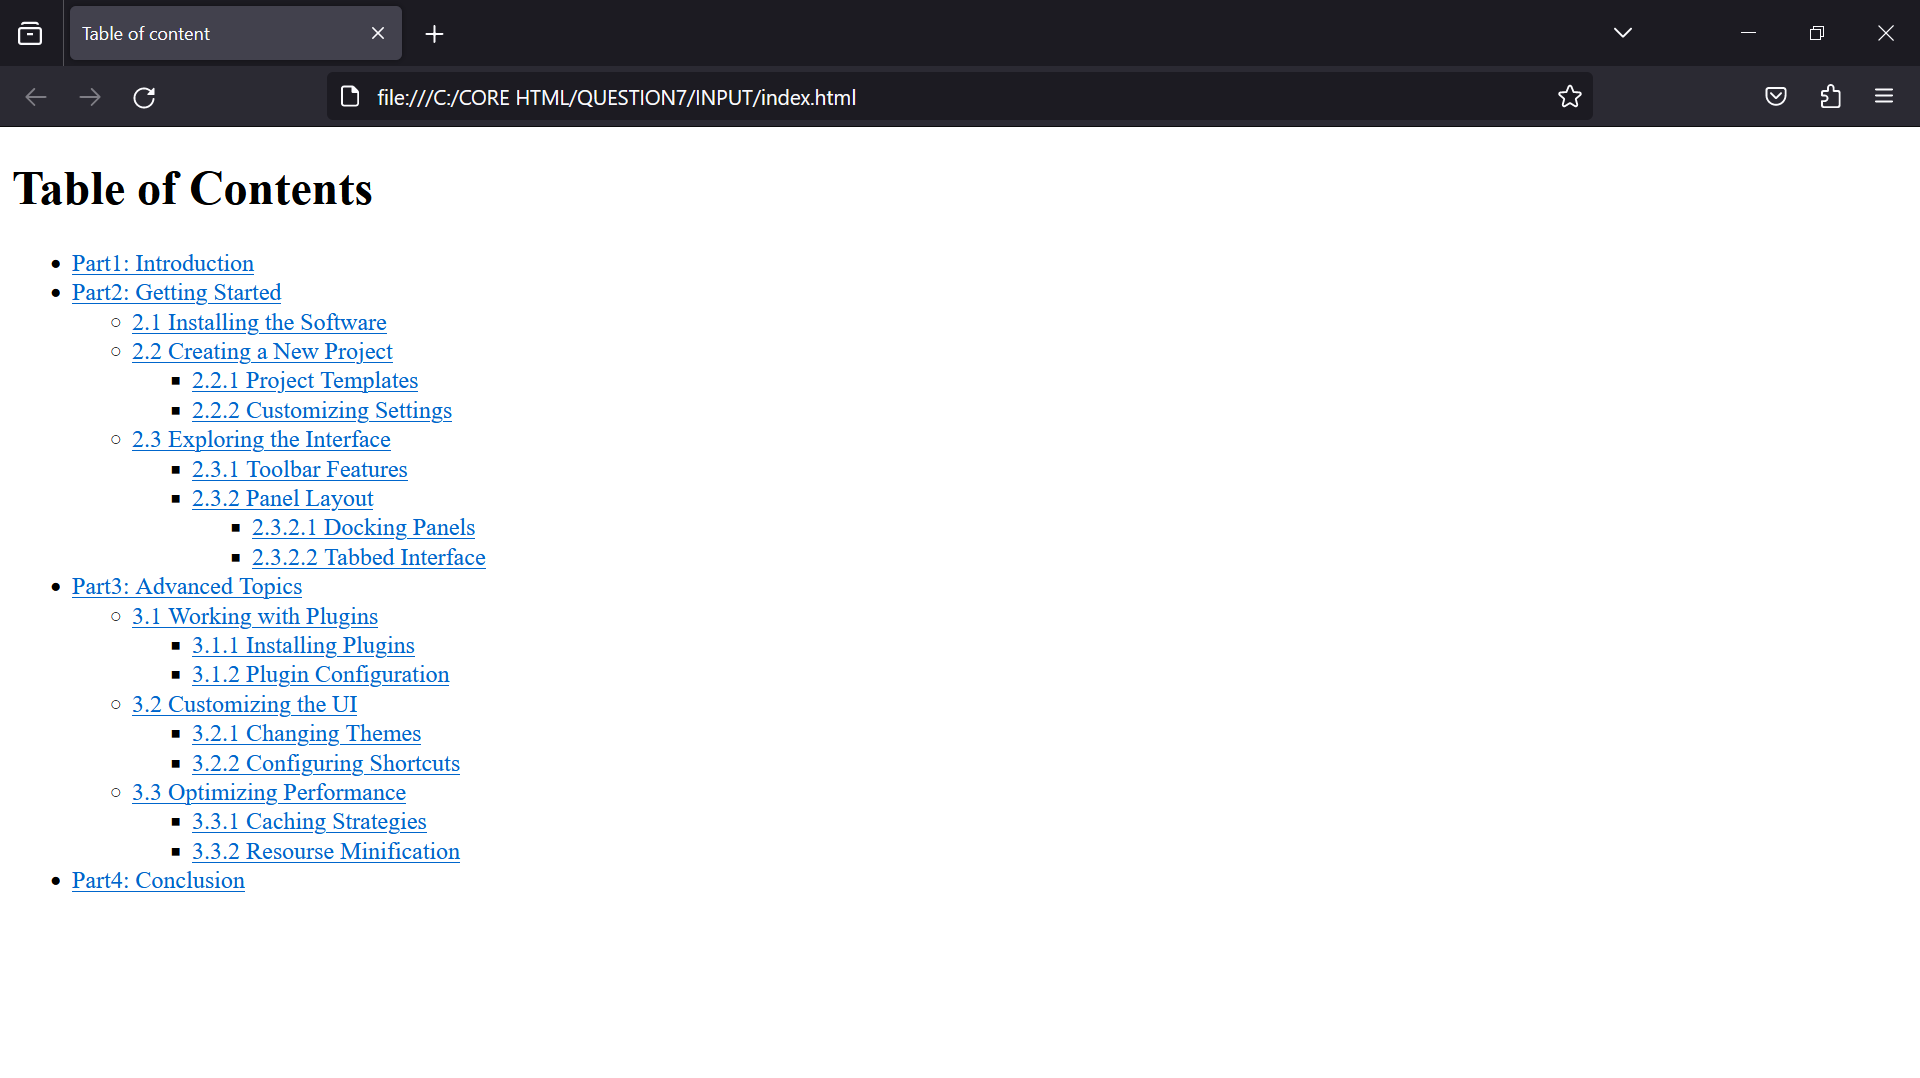 Table of content
file:///C:/CORE HTML/QUESTION7/INPUT/index.html
Table of Contents
Part1: Introduction
Part2: Getting Started
2.1 Installing the Software
2.2 Creating a New Project
2.2.1 Project Templates
2.2.2 Customizing Settings
2.3 Exploring the Interface
2.3.1 Toolbar Features
2.3.2 Panel Layout
2.3.2.1 Docking Panels
2.3.2.2 Tabbed Interface
Part3: Advanced Topics
3.1 Working with Plugins
3.1.1 Installing Plugins
3.1.2 Plugin Configuration
3.2 Customizing the UI
3.2.1 Changing Themes
3.2.2 Configuring Shortcuts
3.3 Optimizing Performance
3.3.1 Caching Strategies
3.3.2 Resourse Minification
Part4: Conclusion